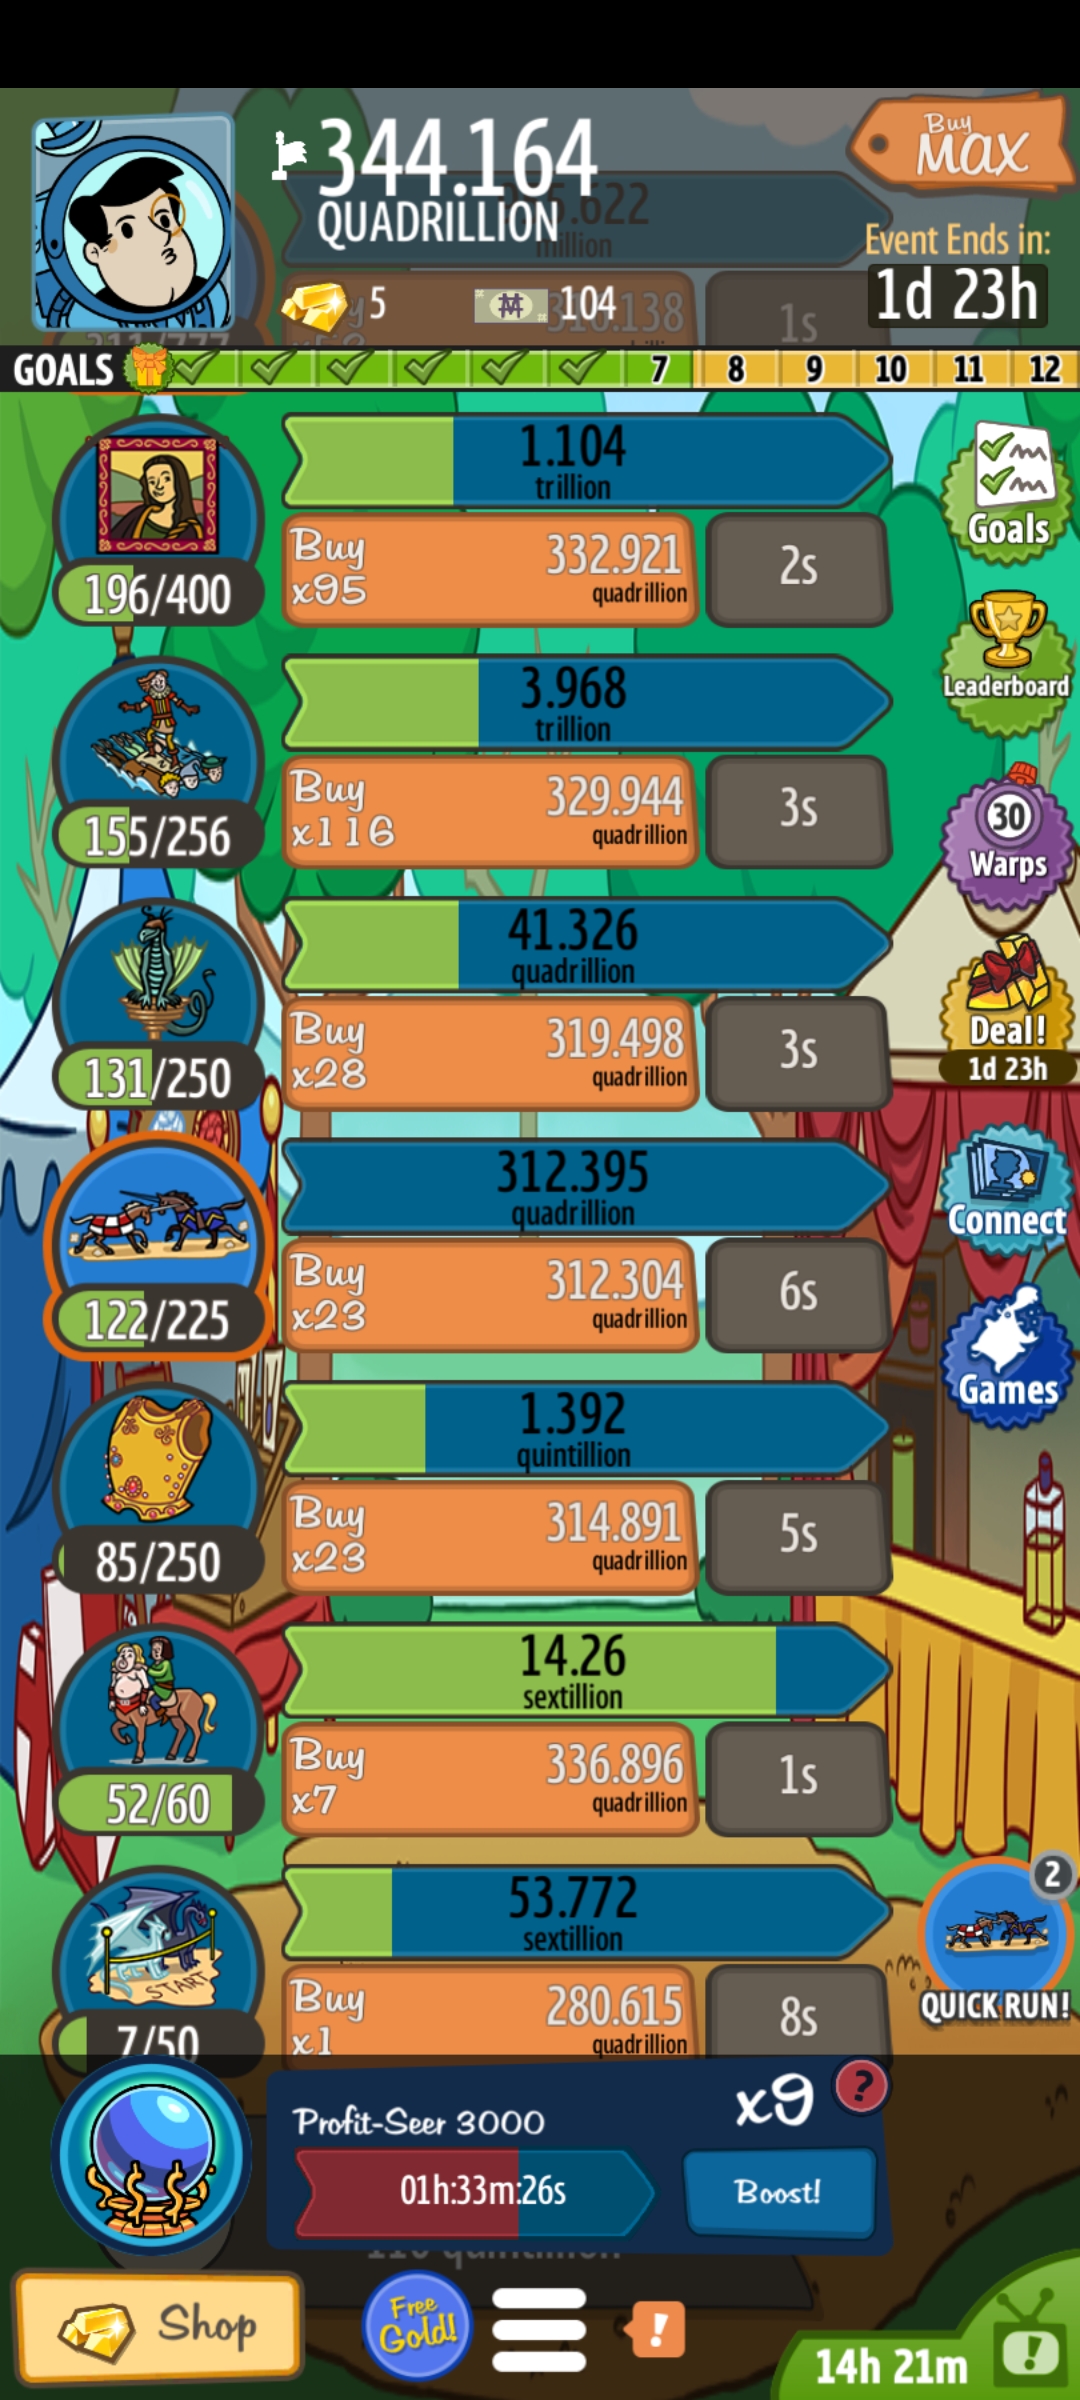 344.164
QUADRILLION
Buy
MAX
Event Ends in:
1d 23h
5
104
million
1s
GOALS 7 8 9 10 11 12
1.104
trillion
196/400
Buy
x95
332.921
quadrillion
2s
Goals
3.968
trillion
155/256
Buy
x116
329.944
quadrillion
3s
Leaderboard
30
Warps
41.326
quadrillion
131/250
Buy
x28
319.498
quadrillion
3s
Deal!
1d 23h
312.395
quadrillion
122/225
Buy
x23
312.304
quadrillion
6s
Connect
Games
1.392
quintillion
85/250
Buy
x23
314.891
quadrillion
5s
14.26
sextillion
52/60
Buy
x7
336.896
quadrillion
1s
53.772
sextillion
START
7/50
Buy
x1
280.615
quadrillion
8s
2
QUICK RUN!
Profit-Seer 3000
x9
?
01h:33m:26s
Boost!
Shop
Free
Gold!
!
14h 21m
!